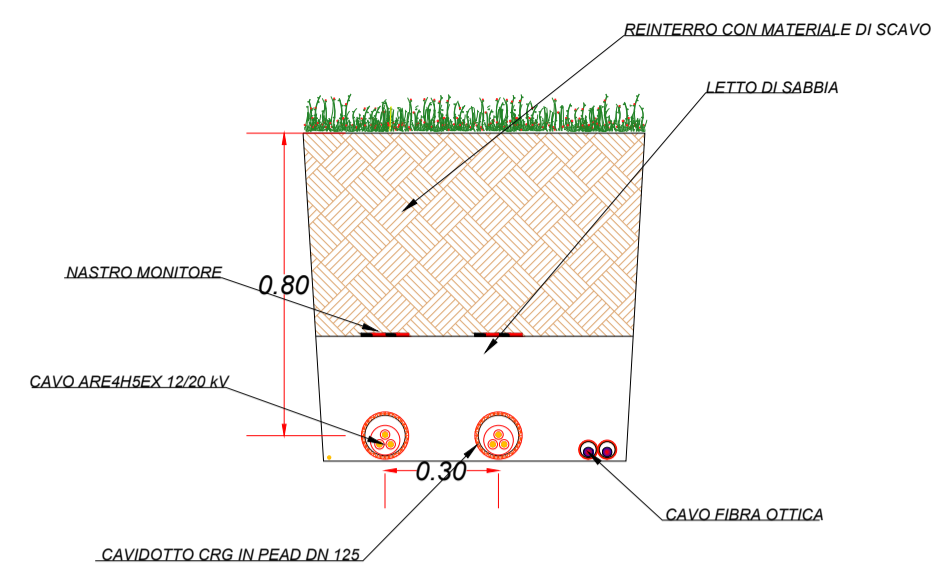 REINTERRO CON MATERIALE DI SCAVO
LETTO DI SABBIA
NASTRO MONITORE
0.80
CAVO ARE4H5EX 12/20 kV
0.30
CAVO FIBRA OTTICA
CAVIDOTTO CRG IN PEAD DN 125